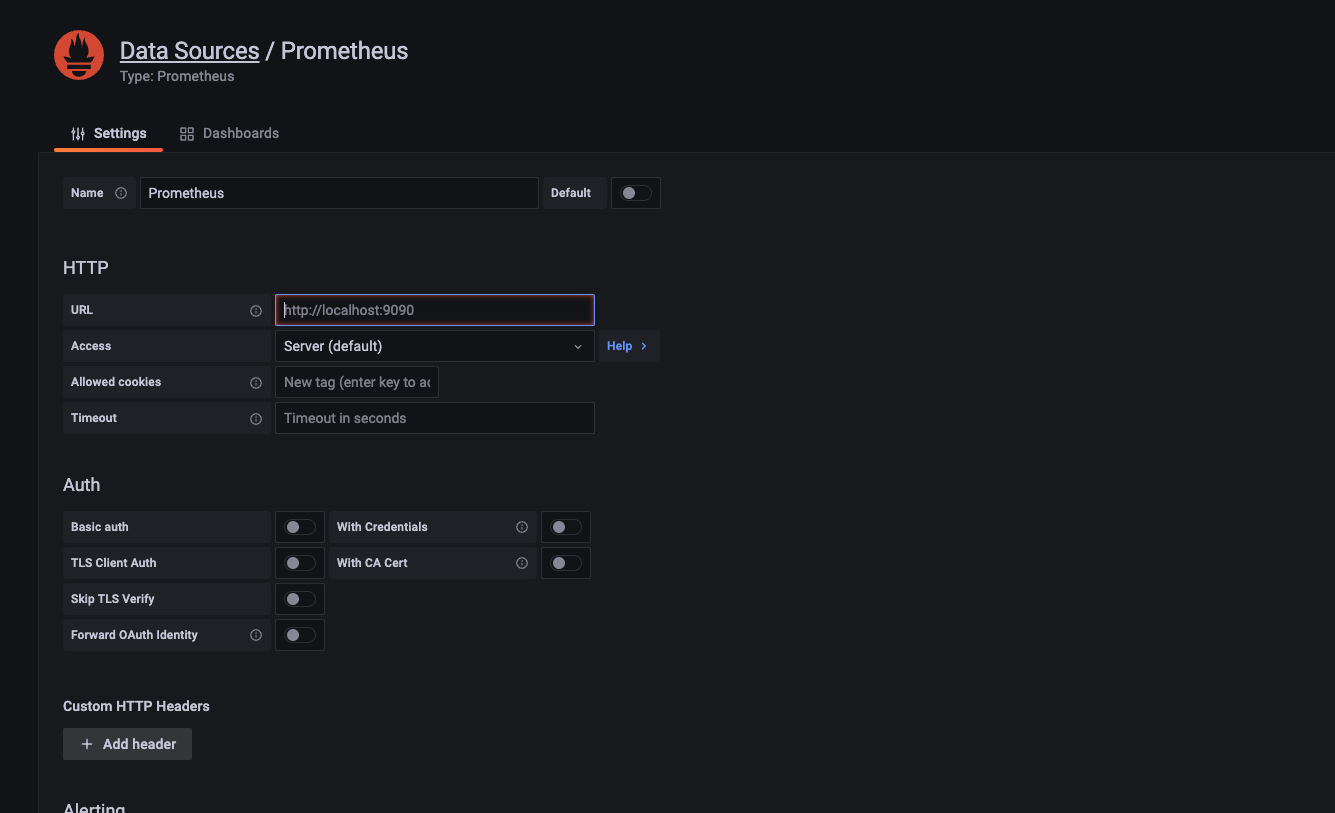 Data Sources / Prometheus
Type: Prometheus
Settings Dashboards
Name Prometheus Default
HTTP
URL http://localhost:9090
Access Server (default) Help
Allowed cookies New tag (enter key to ac
Timeout Timeout in seconds
Auth
Basic auth With Credentials
TLS Client Auth With CA Cert
Skip TLS Verify
Forward OAuth Identity
Custom HTTP Headers
+ Add header
Alerting